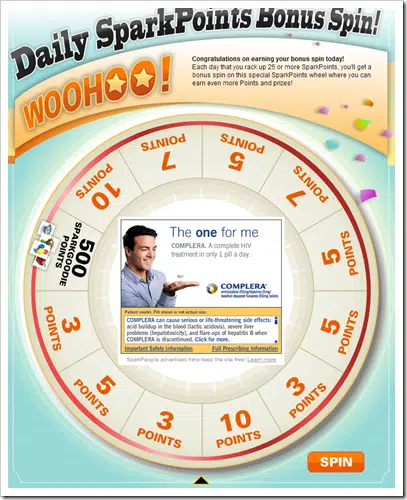 Daily SparkPoints Bonus Spin!
WOOHOO!
Congratulations on earning your bonus spin today!
Each day that you rack up 25 or more SparkPoints, you'll get a
bonus spin on this special SparkPoints wheel where you can
earn even more Points and prizes!
5
POINTS
7
POINTS
5
POINTS
5
POINTS
3
POINTS
10
POINTS
3
POINTS
5
POINTS
3
POINTS
500
SPARKGOODIE
POINTS
10
POINTS
7
POINTS
The one for me
COMPLERA. A complete HIV
treatment in only 1 pill a day.
COMPLERA
Patient model. Pill shown is not actual size.
COMPLERA can cause serious or life-threatening side effects:
acid buildup in the blood (lactic acidosis), severe liver
problems (hepatotoxicity), and flare-ups of hepatitis B when
COMPLERA is discontinued. Click for more.
Important Safety Information Full Prescribing Information
SparkPeople advertisers help keep the site free! Learn more
SPIN